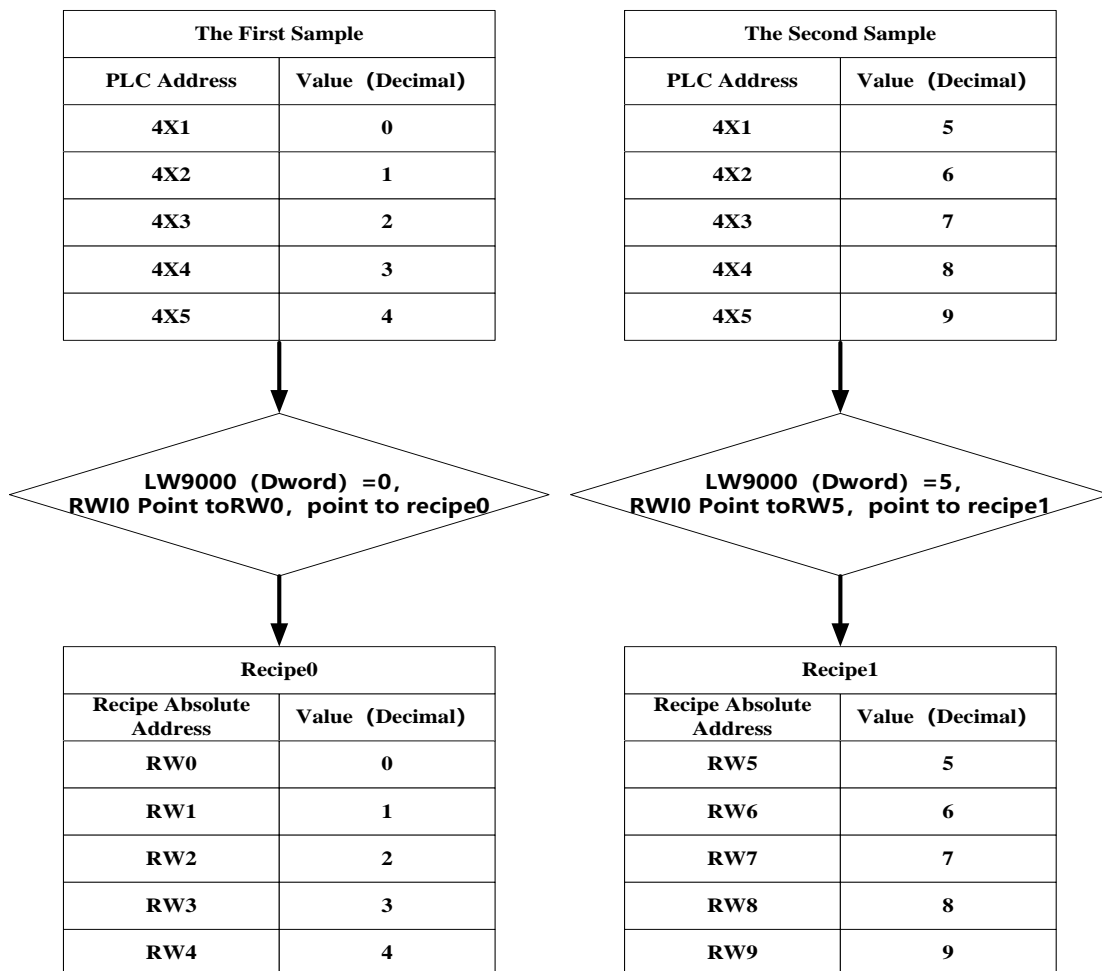 The First Sample
PLC Address Value (Decimal)
4X1 0
4X2 1
4X3 2
4X4 3
4X5 4
LW9000 (Dword) =0,
RWI0 Point toRW0, point to recipe0
Recipe0
Recipe Absolute
Address
Value (Decimal)
RW0 0
RW1 1
RW2 2
RW3 3
RW4 4
The Second Sample
PLC Address Value (Decimal)
4X1 5
4X2 6
4X3 7
4X4 8
4X5 9
LW9000 (Dword) =5,
RWI0 Point toRW5, point to recipe1
Recipe1
Recipe Absolute
Address
Value (Decimal)
RW5 5
RW6 6
RW7 7
RW8 8
RW9 9